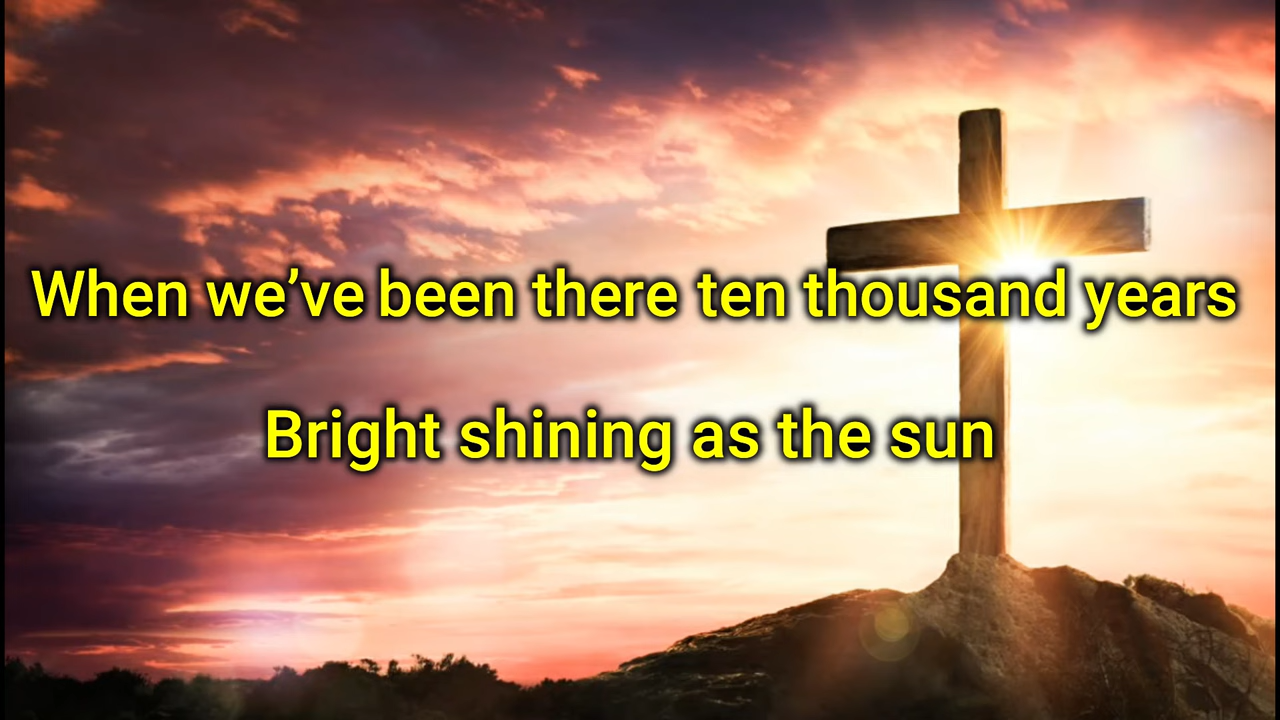 When we’ve been there ten thousand years
Bright shining as the sun